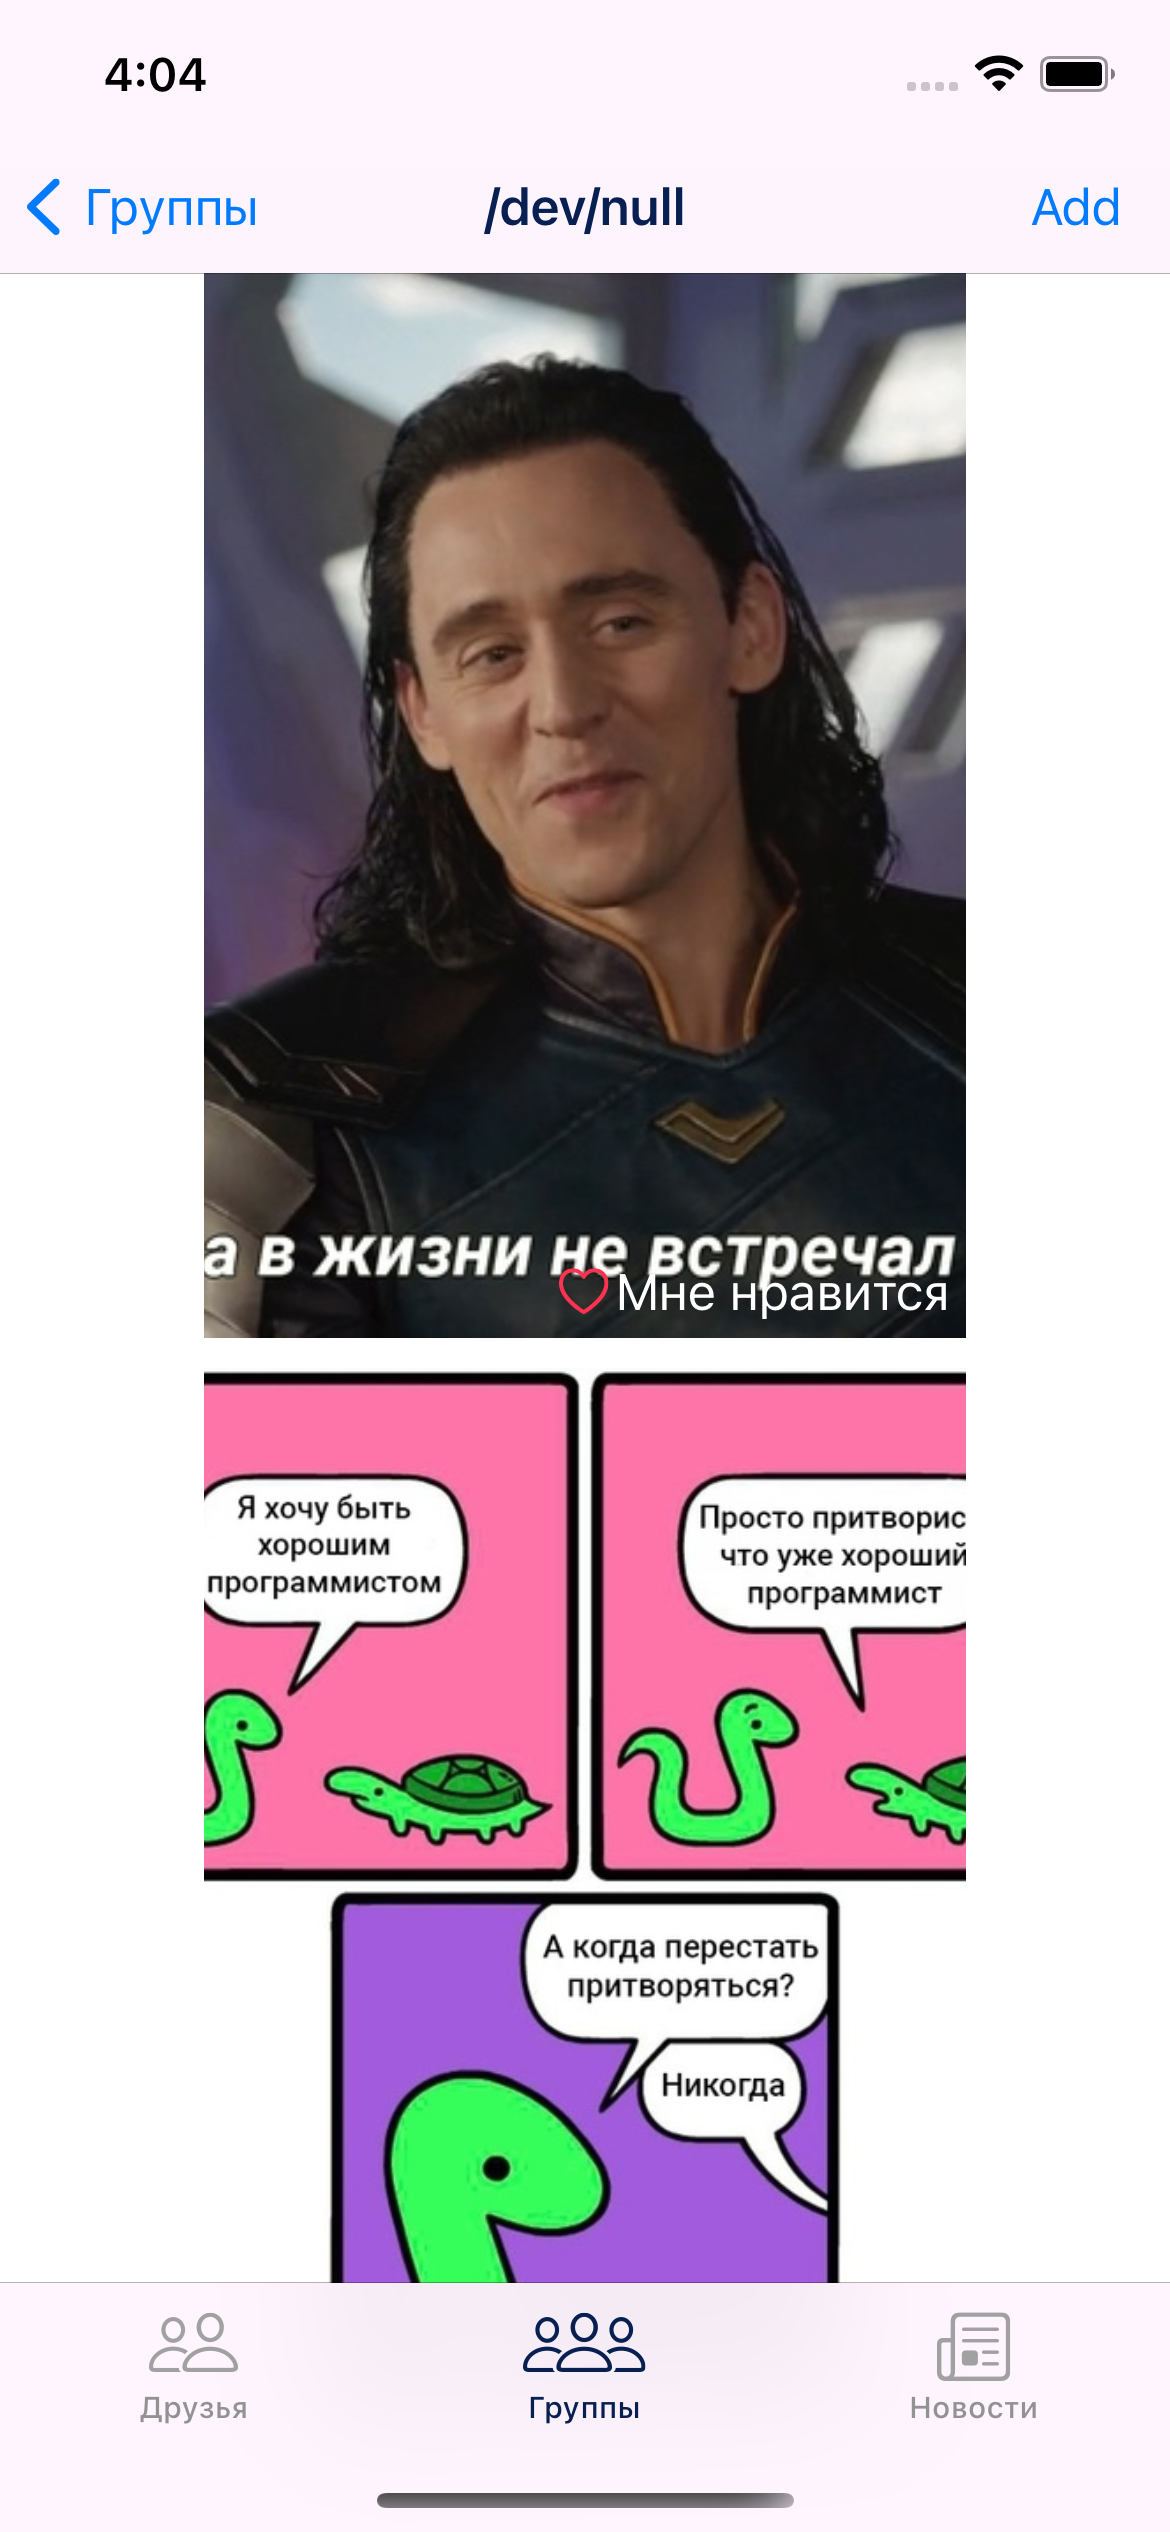 4:04
Группы
/dev/null
Add
а в жизни не встречал
Мне нравится
Я хочу быть
хорошим
программистом
Просто притворис
что уже хороший
программист
А когда перестать
притворяться?
Никогда
Друзья
Группы
Новости